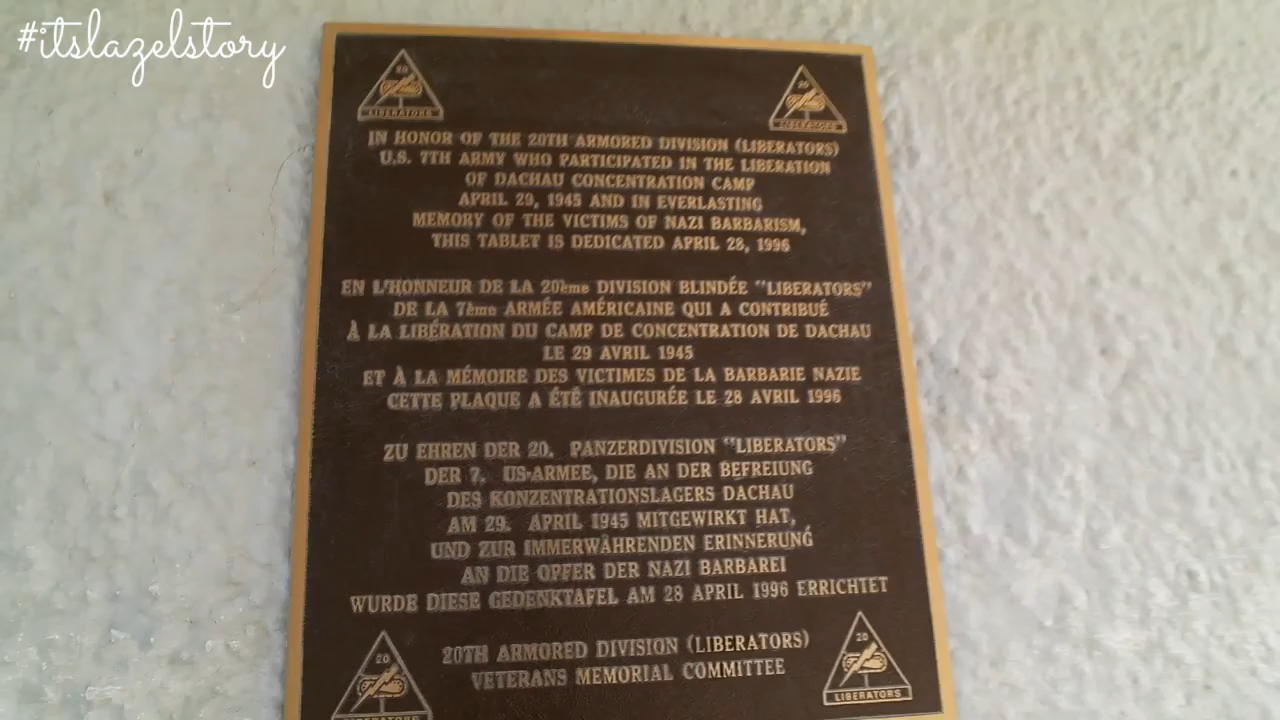 #itslazelstory
20
LIBERATORS
20
LIBERATORS
IN HONOR OF THE 20TH ARMORED DIVISION (LIBERATORS)
U.S. 7TH ARMY WHO PARTICIPATED IN THE LIBERATION
OF DACHAU CONCENTRATION CAMP
APRIL 29, 1945 AND IN EVERLASTING
MEMORY OF THE VICTIMS OF NAZI BARBARISM,
THIS TABLET IS DEDICATED APRIL 28, 1996
EN L'HONNEUR DE LA 20ème DIVISION BLINDÉE "LIBERATORS"
DE LA 7ème ARMÉE AMÉRICAINE QUI A CONTRIBUÉ
À LA LIBÉRATION DU CAMP DE CONCENTRATION DE DACHAU
LE 29 AVRIL 1945
ET À LA MÉMOIRE DES VICTIMES DE LA BARBARIE NAZIE
CETTE PLAQUE A ÉTÉ INAUGURÉE LE 28 AVRIL 1996
ZU EHREN DER 20. PANZERDIVISION "LIBERATORS"
DER 7. US-ARMEE, DIE AN DER BEFREIUNG
DES KONZENTRATIONSLAGERS DACHAU
AM 29. APRIL 1945 MITGEWIRKT HAT,
UND ZUR IMMERWÄHRENDEN ERINNERUNG
AN DIE OPFER DER NAZI BARBAREI
WURDE DIESE GEDENKTAFEL AM 28 APRIL 1996 ERRICHTET
20TH ARMORED DIVISION (LIBERATORS)
VETERANS MEMORIAL COMMITTEE
20
LIBERATORS
20
LIBERATORS